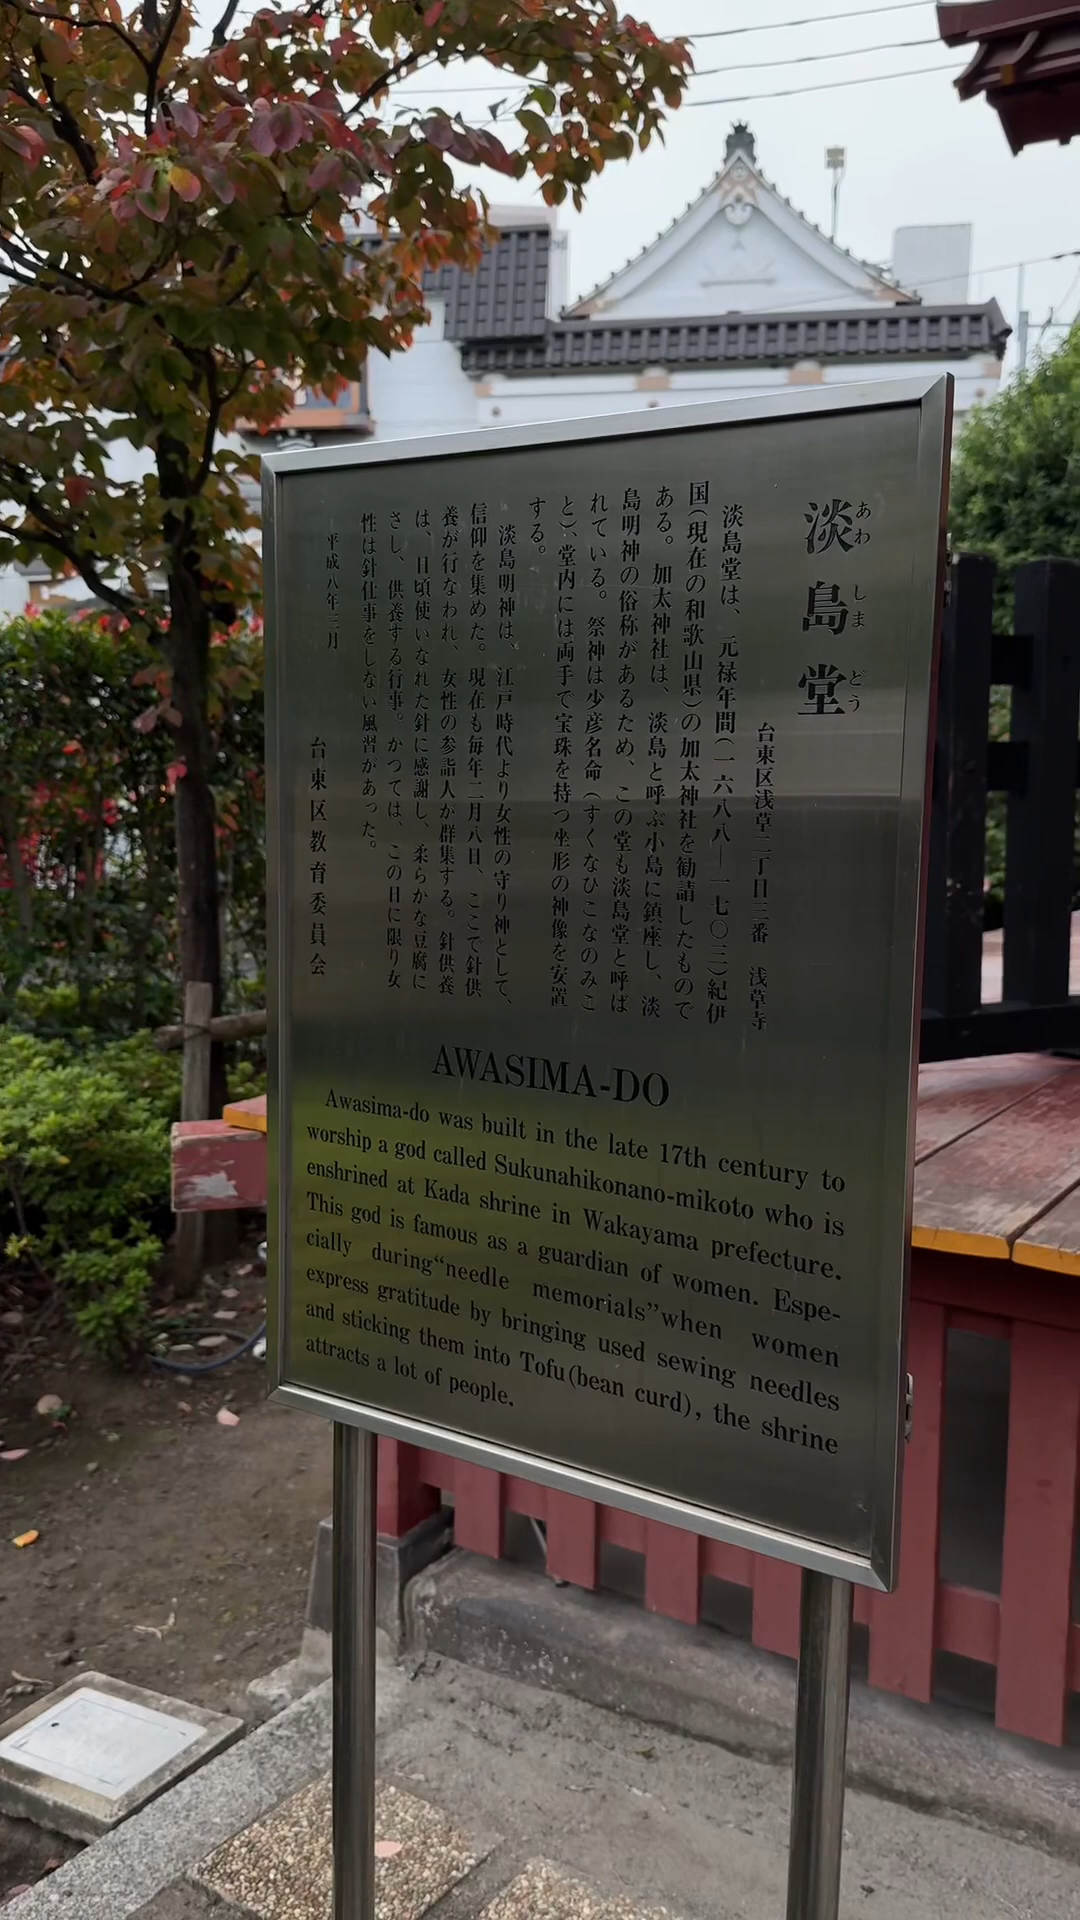 淡島堂
あわしまどう
台東区浅草二丁目三番　浅草寺
淡島堂は、元禄年間(一六八八―一七〇三)紀伊
国(現在の和歌山県)の加太神社を勧請したもので
ある。加太神社は、淡島と呼ぶ小島に鎮座し、淡
島明神の俗称があるため、この堂も淡島堂と呼ば
れている。祭神は少彦名命(すくなひこなのみこ
と)、堂内には両手で宝珠を持つ坐形の神像を安置
する。
淡島明神は、江戸時代より女性の守り神として、
信仰を集めた。現在も毎年二月八日、ここで針供
養が行なわれ、女性の参詣人が群集する。針供養
は、日頃使いなれた針に感謝し、柔らかな豆腐に
さし、供養する行事。かつては、この日に限り女
性は針仕事をしない風習があった。
平成八年三月
台東区教育委員会
AWASIMA-DO
Awasima-do was built in the late 17th century to
worship a god called Sukunahikonano-mikoto who is
enshrined at Kada shrine in Wakayama prefecture.
This god is famous as a guardian of women. Espe-
cially during“needle memorials”when women
express gratitude by bringing used sewing needles
and sticking them into Tofu(bean curd), the shrine
attracts a lot of people.